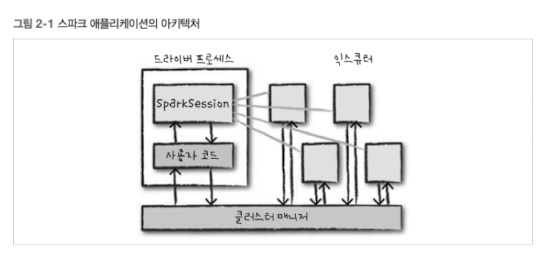 그림 2-1 스파크 애플리케이션의 아키텍처
드라이버 프로세스
익스큐터
SparkSession
사용자 코드
클러스터 매니저